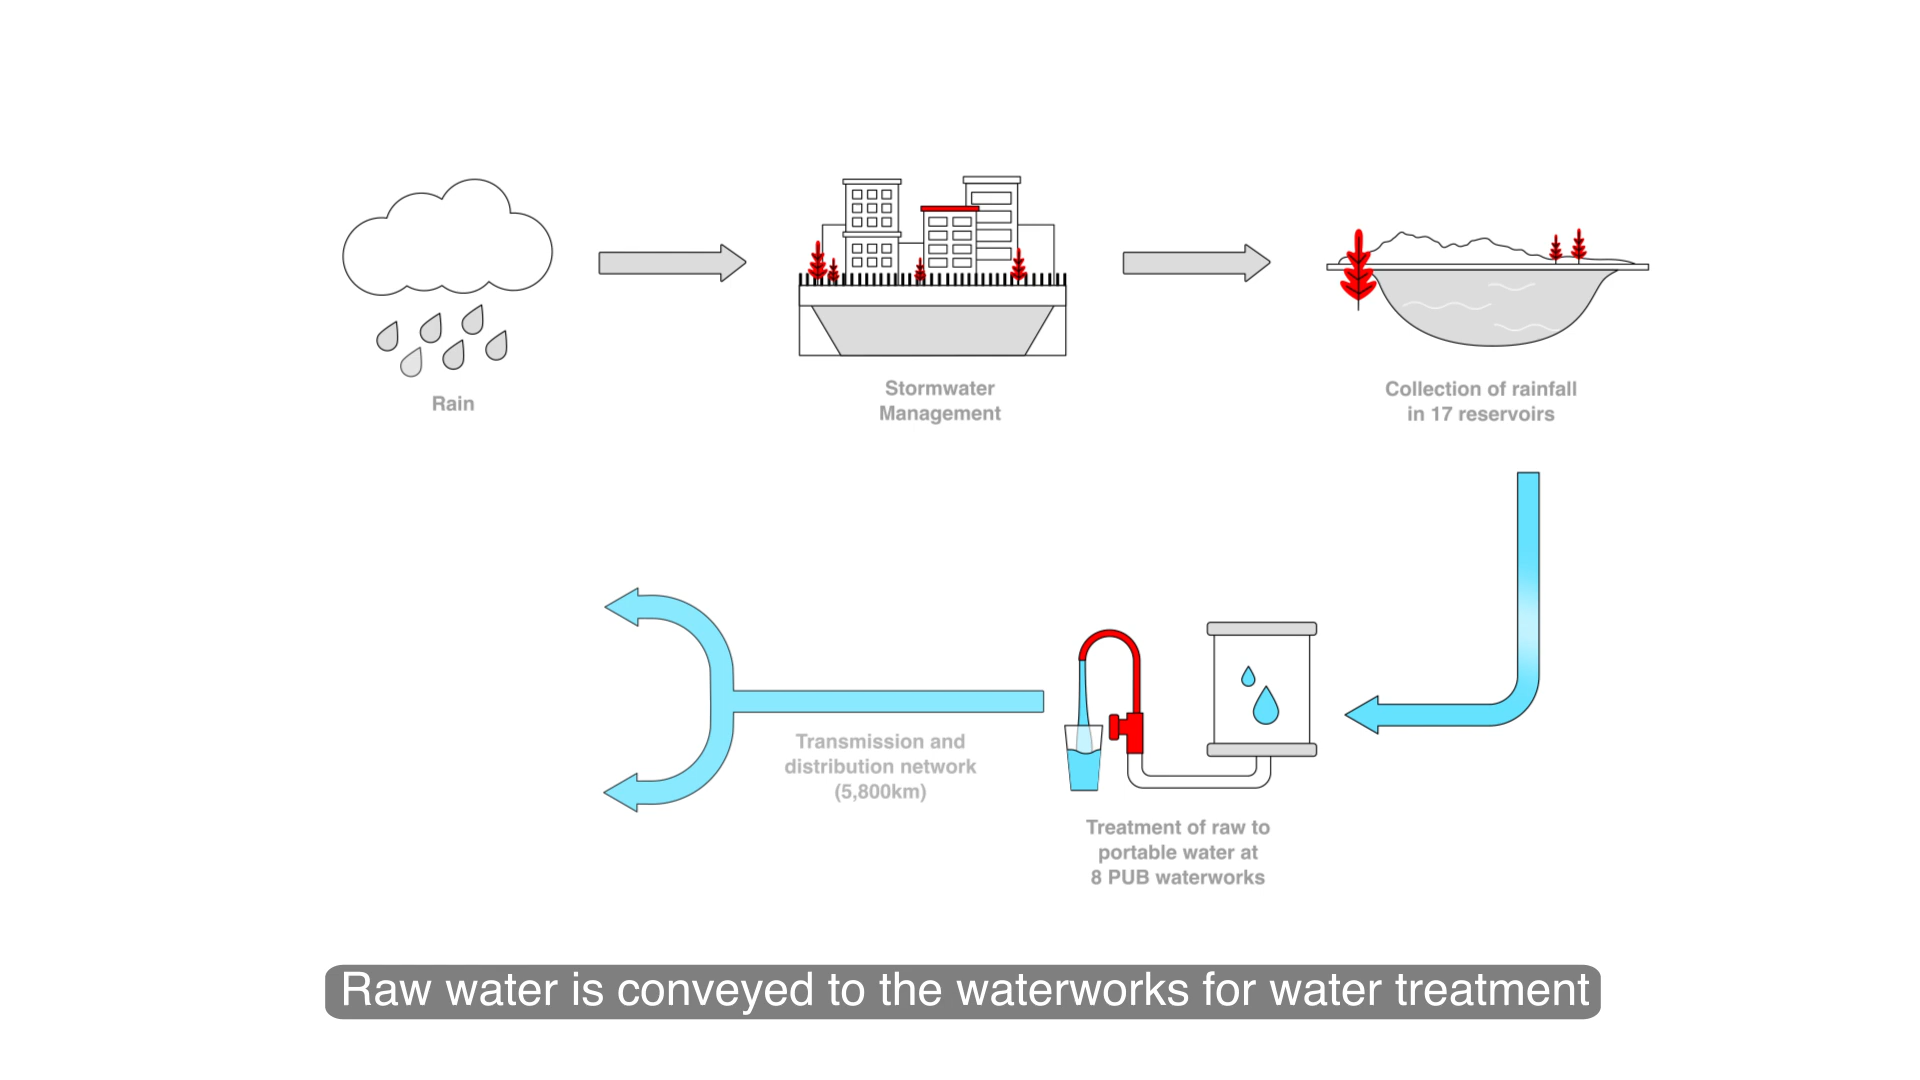 Rain
Stormwater
Management
Collection of rainfall
in 17 reservoirs
Transmission and
distribution network
(5,800km)
Treatment of raw to
portable water at
8 PUB waterworks
Raw water is conveyed to the waterworks for water treatment